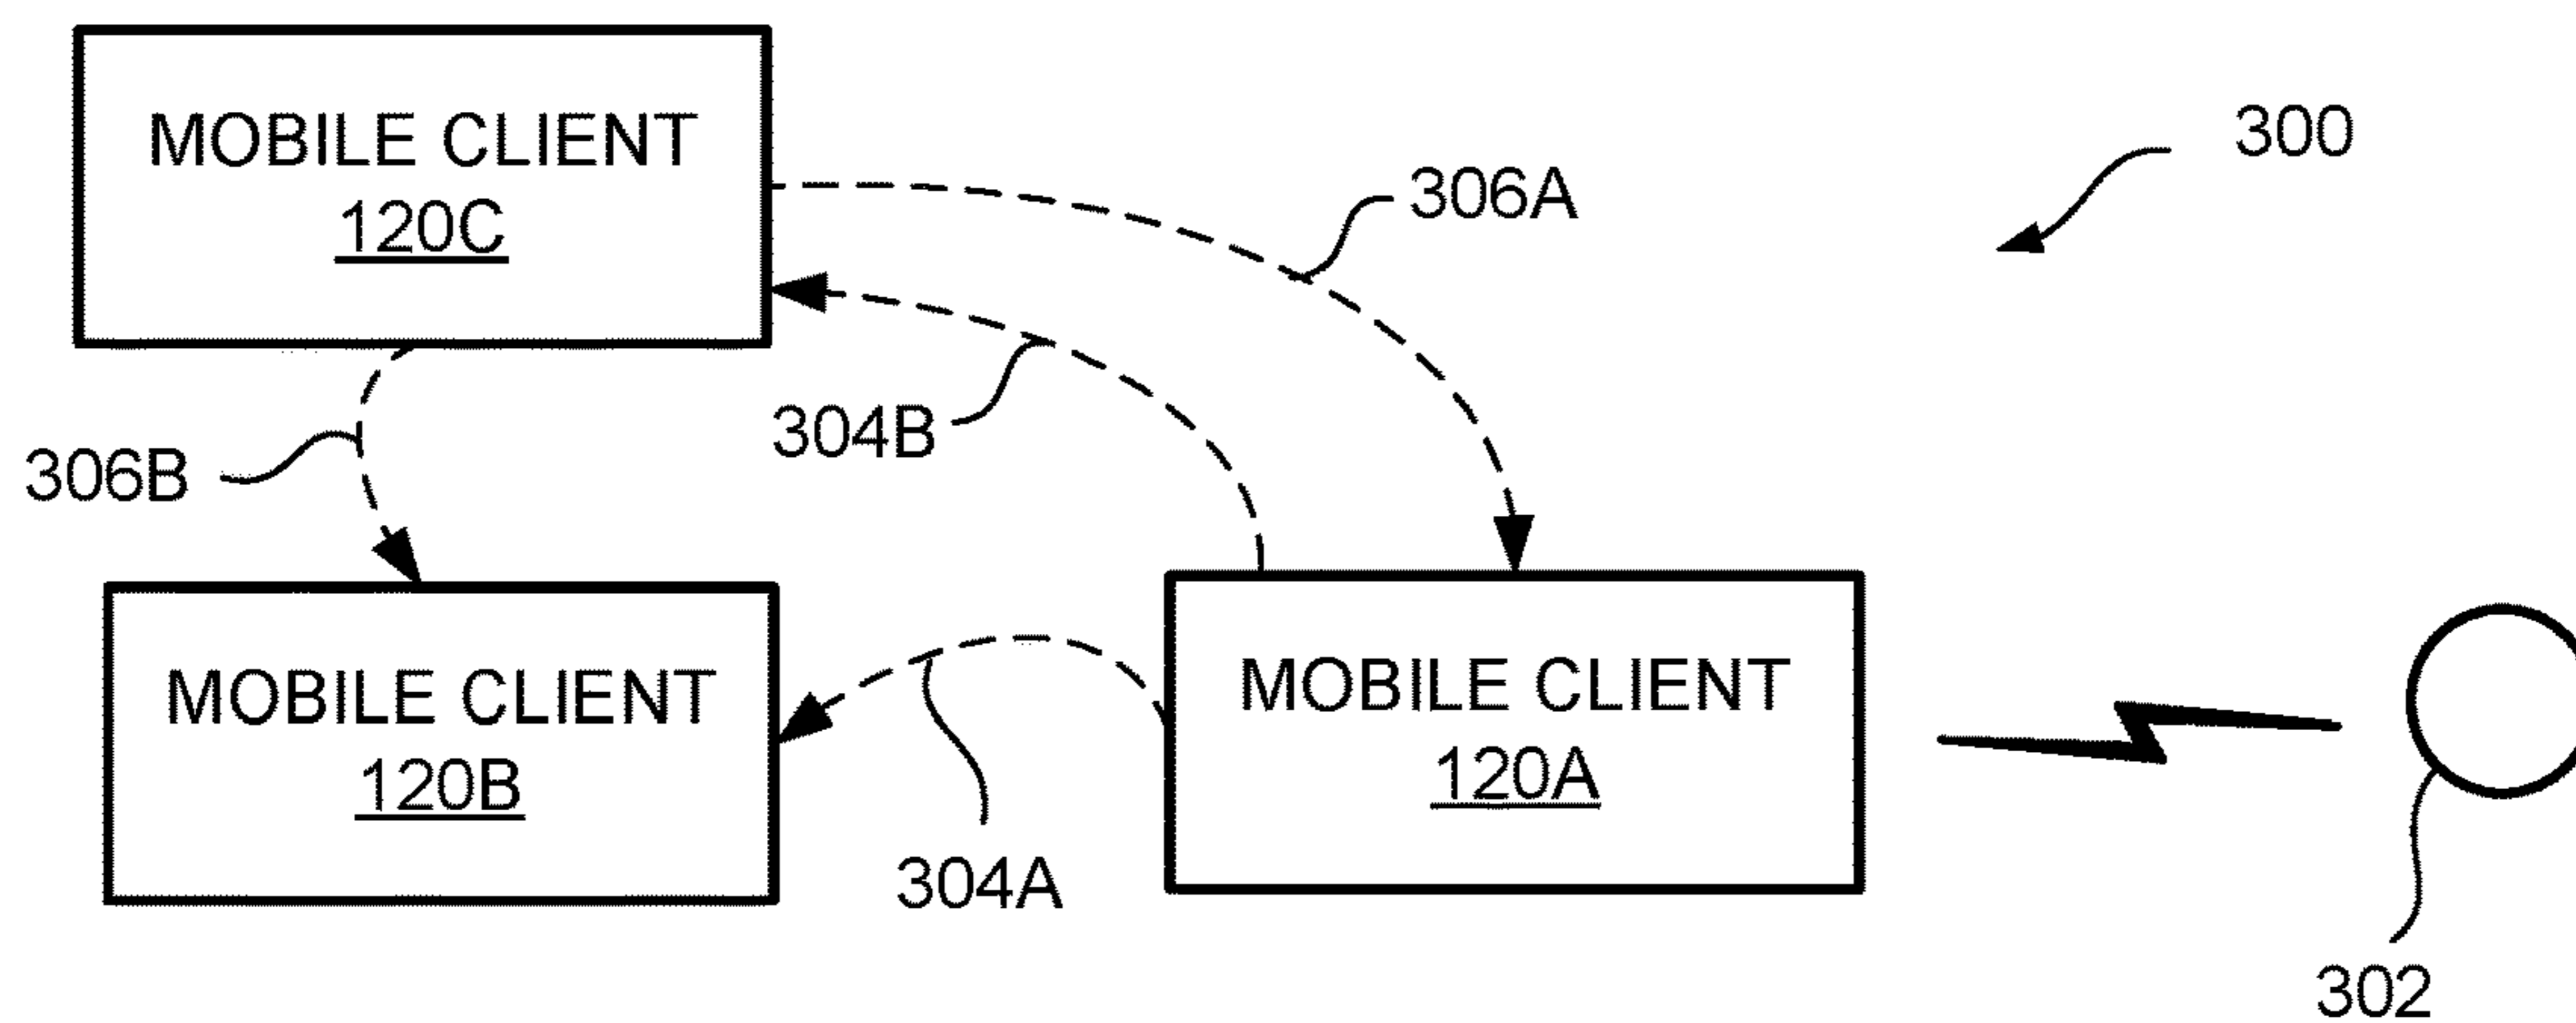 MOBILE CLIENT
120C
306A
300
304B
306B
MOBILE CLIENT
120B
MOBILE CLIENT
120A
304A
302